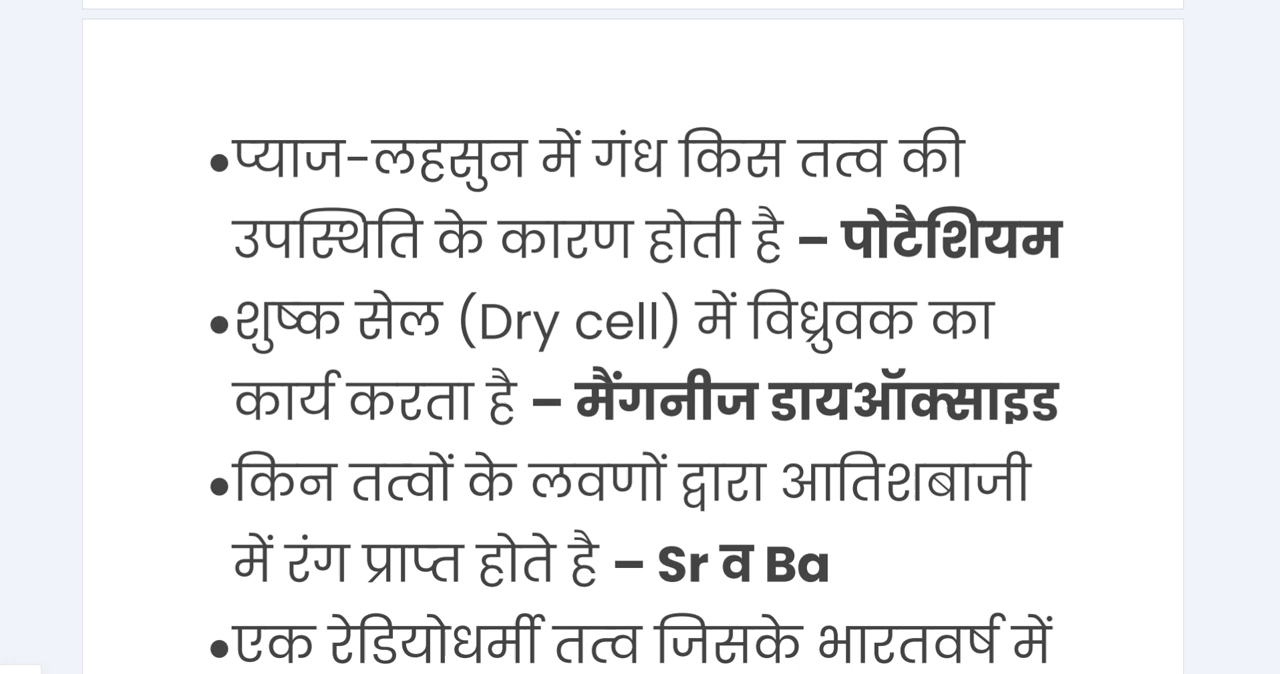 •प्याज-लहसुन में गंध किस तत्व की
उपस्थिति के कारण होती है – पोटैशियम
•शुष्क सेल (Dry cell) में विध्रुवक का
कार्य करता है – मैंगनीज डायऑक्साइड
•किन तत्वों के लवणों द्वारा आतिशबाजी
में रंग प्राप्त होते है – Sr व Ba
•एक रेडियोधर्मी तत्व जिसके भारतवर्ष में